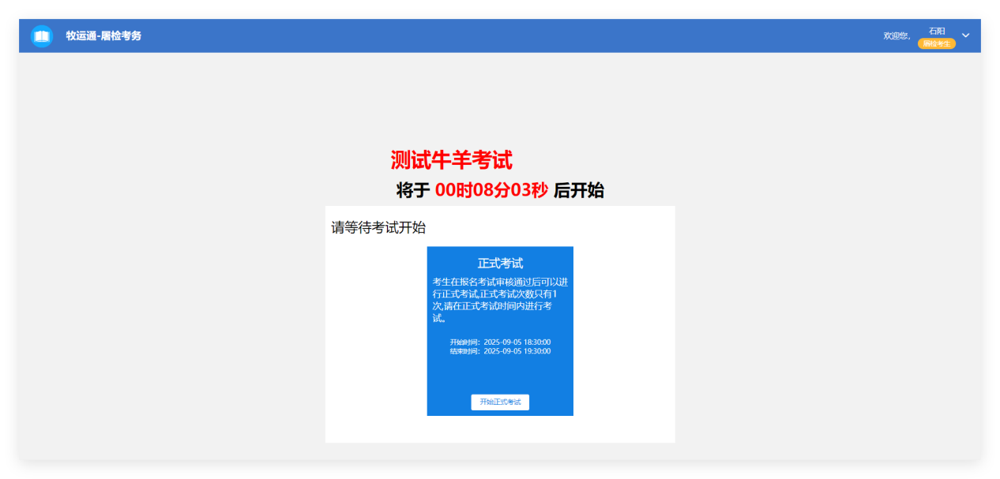 牧运通-屠检考务
欢迎您,
石阳
屠检考生
测试牛羊考试
将于 00时08分03秒 后开始
请等待考试开始
正式考试
考生在报名考试审核通过后可以进
行正式考试,正式考试次数只有1
次,请在正式考试时间内进行考
试。
开始时间：2025-09-05 18:30:00
结束时间：2025-09-05 19:30:00
开始正式考试